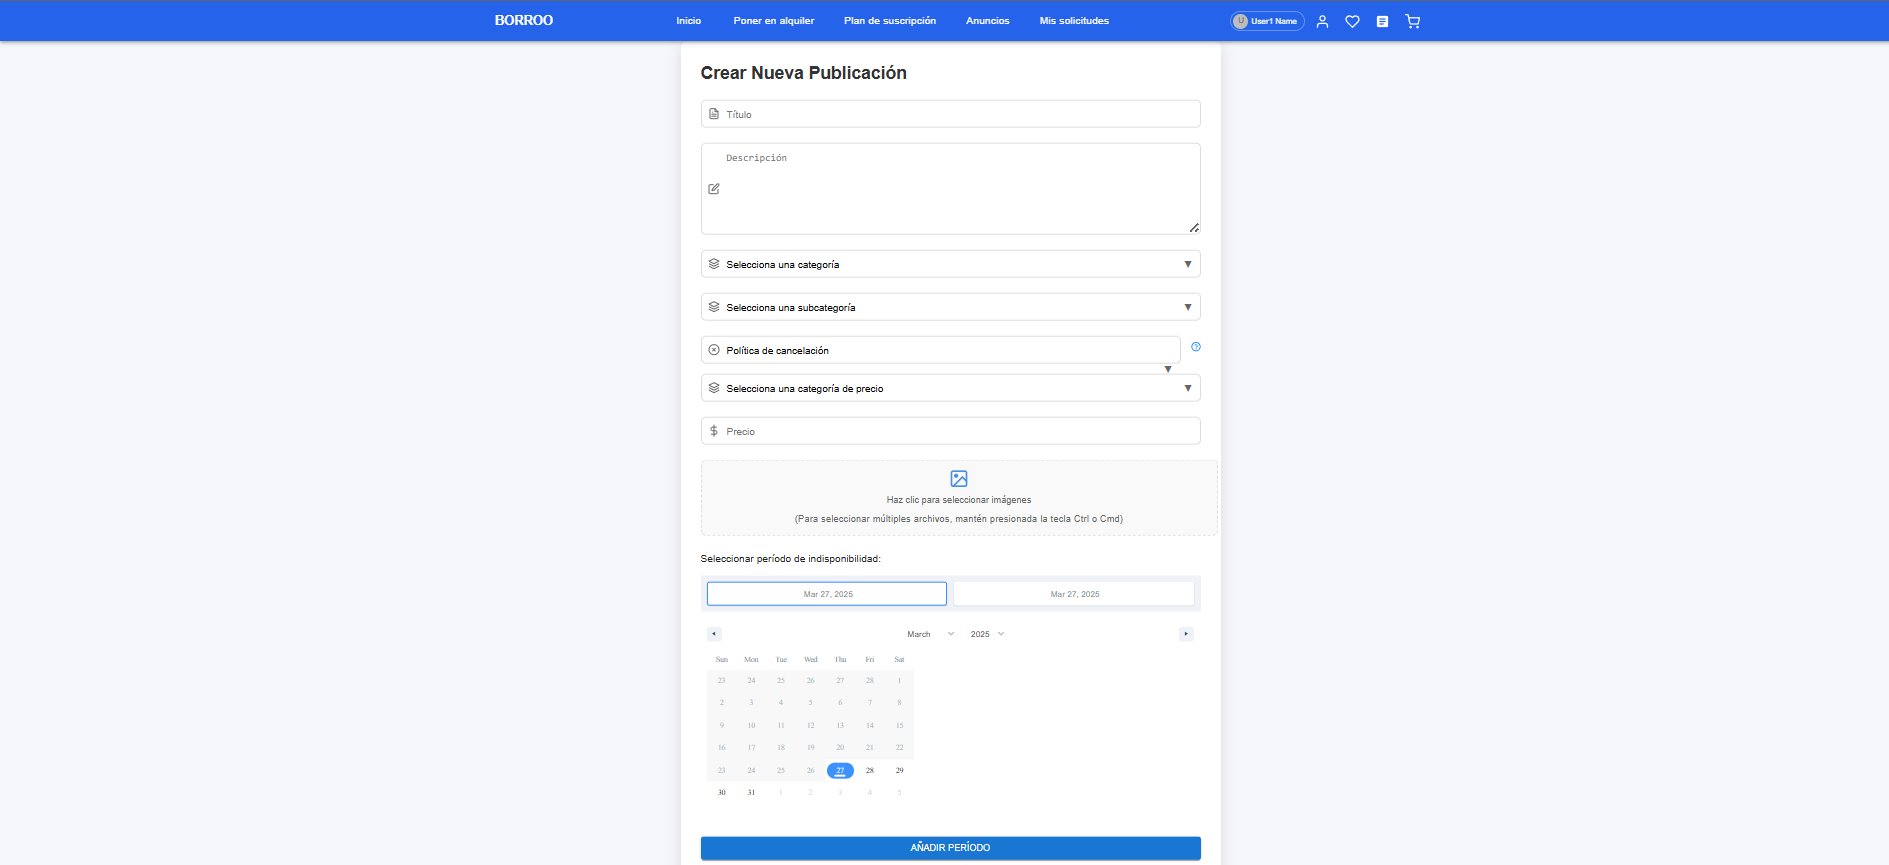 BORROO
Inicio Poner en alquiler Plan de suscripción Anuncios Mis solicitudes
U User1 Name
Crear Nueva Publicación
Título
Descripción
Selecciona una categoría
Selecciona una subcategoría
Política de cancelación
Selecciona una categoría de precio
Precio
Haz clic para seleccionar imágenes
(Para seleccionar múltiples archivos, mantén presionada la tecla Ctrl o Cmd)
Seleccionar período de indisponibilidad:
Mar 27, 2025 Mar 27, 2025
March 2025
Sun Mon Tue Wed Thu Fri Sat
23 24 25 26 27 28 1
2 3 4 5 6 7 8
9 10 11 12 13 14 15
16 17 18 19 20 21 22
23 24 25 26 27 28 29
30 31 1 2 3 4 5
AÑADIR PERÍODO